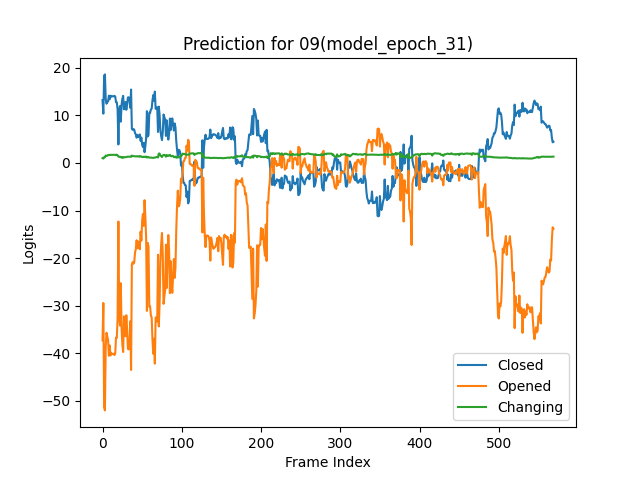 Prediction for 09(model_epoch_31)
20
10
0
−10
−20
−30
−40
−50
Logits
0 100 200 300 400 500
Frame Index
Closed
Opened
Changing